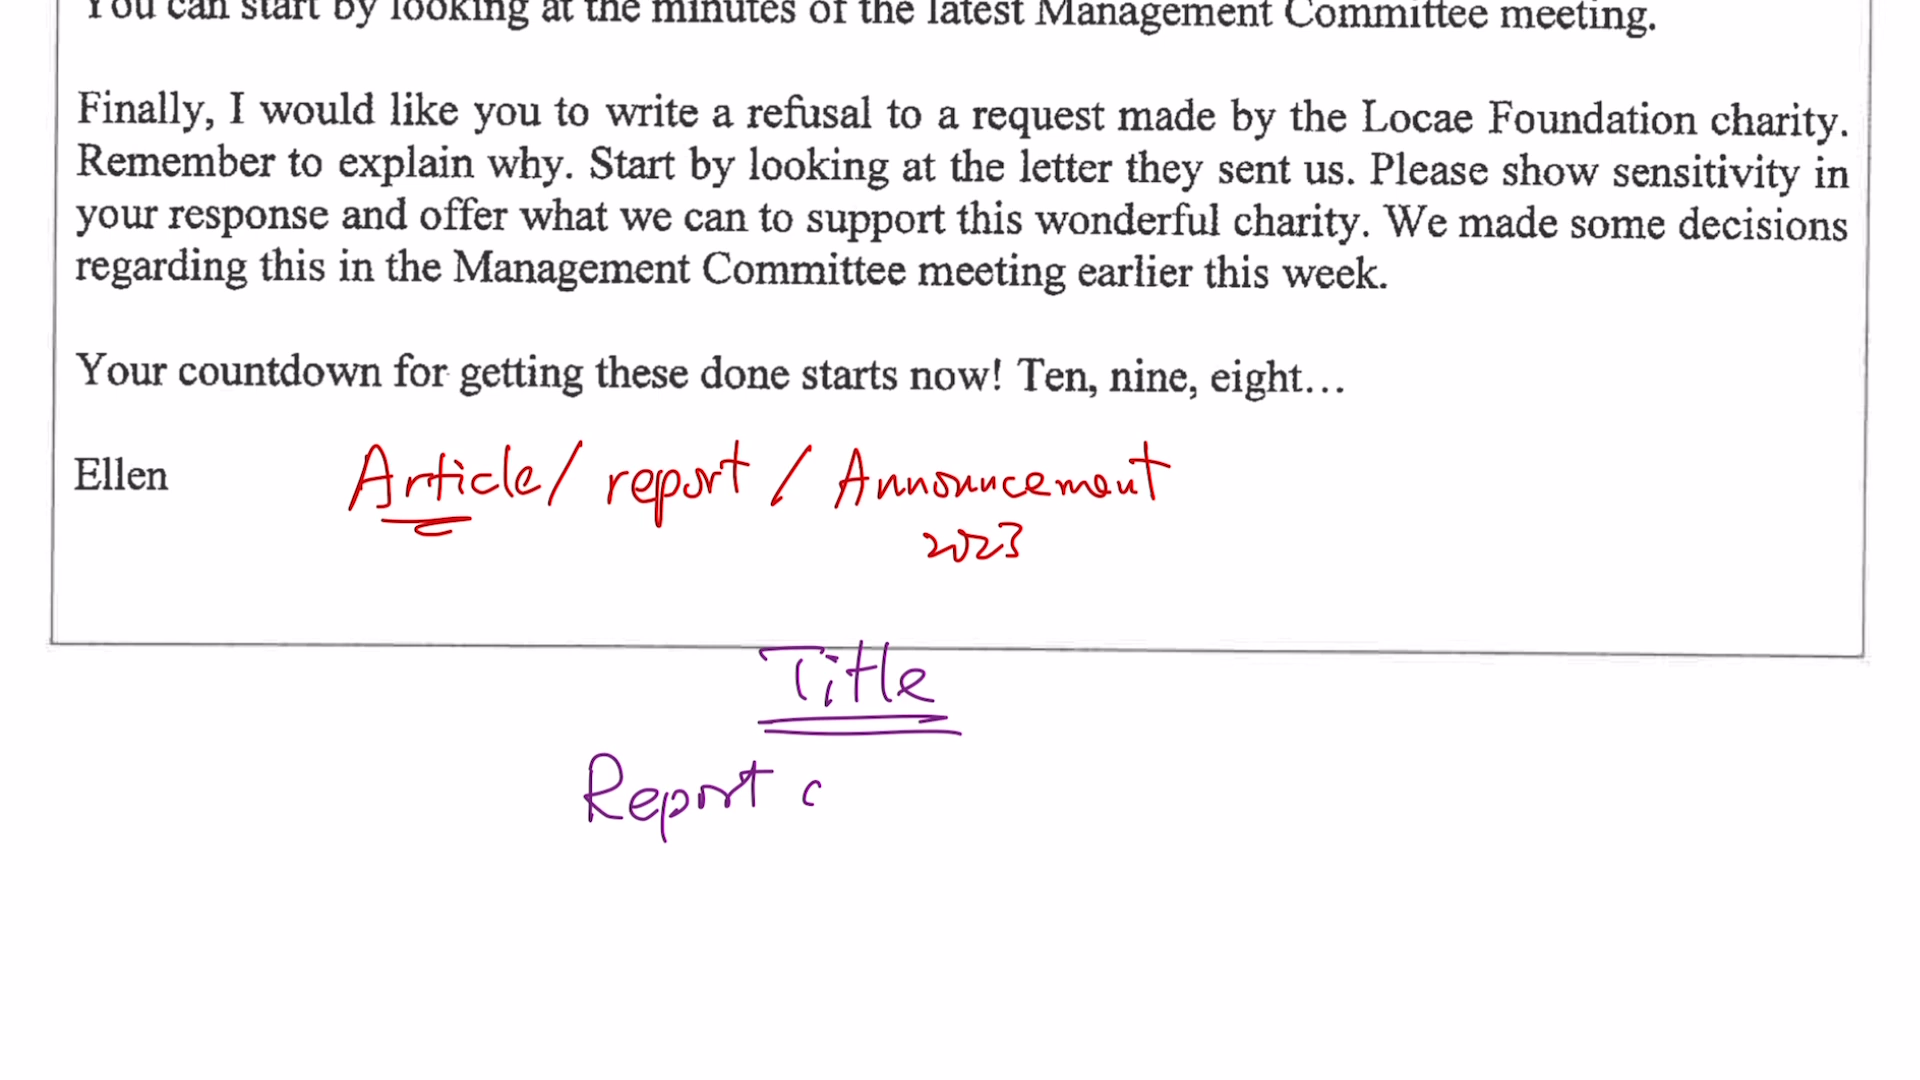 You can start by looking at the minutes of the latest Management Committee meeting.
Finally, I would like you to write a refusal to a request made by the Locae Foundation charity.
Remember to explain why. Start by looking at the letter they sent us. Please show sensitivity in
your response and offer what we can to support this wonderful charity. We made some decisions
regarding this in the Management Committee meeting earlier this week.
Your countdown for getting these done starts now! Ten, nine, eight...
Ellen
Article/ report / Announcement
2023
Title
Report c